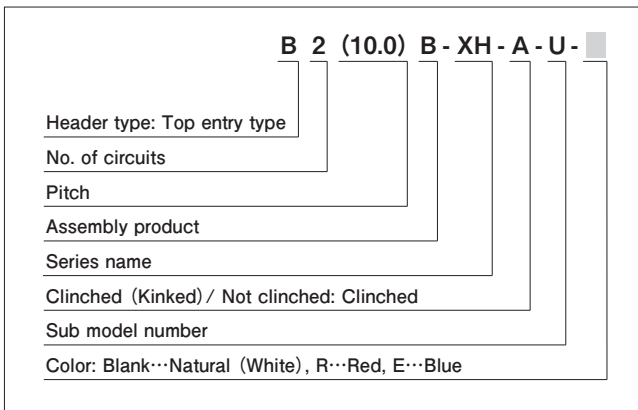 B 2 (10.0) B - XH - A - U -
Header type: Top entry type
No. of circuits
Pitch
Assembly product
Series name
Clinched (Kinked) / Not clinched: Clinched
Sub model number
Color: Blank…Natural (White), R…Red, E…Blue